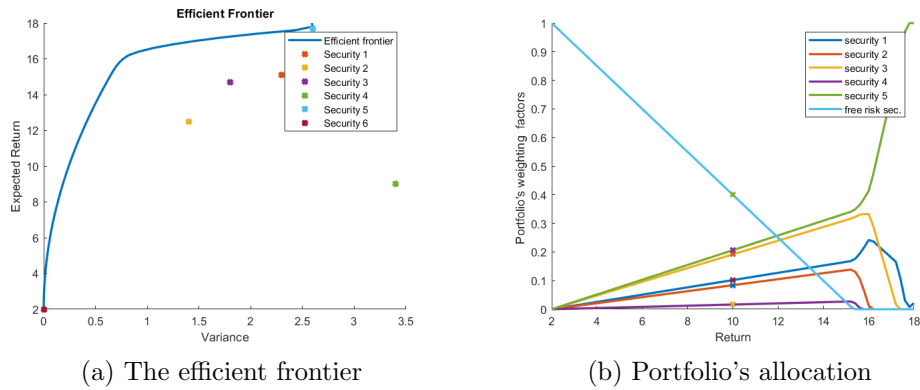 Efficient Frontier
18
16
14
12
10
8
6
4
2
Expected Return
0
0.5
1
1.5
2
2.5
3
3.5
Variance
Efficient frontier
Security 1
Security 2
Security 3
Security 4
Security 5
Security 6
(a) The efficient frontier
1
0.9
0.8
0.7
0.6
0.5
0.4
0.3
0.2
0.1
0
Portfolio's weighting factors
2
4
6
8
10
12
14
16
18
Return
security 1
security 2
security 3
security 4
security 5
free risk sec.
(b) Portfolio's allocation